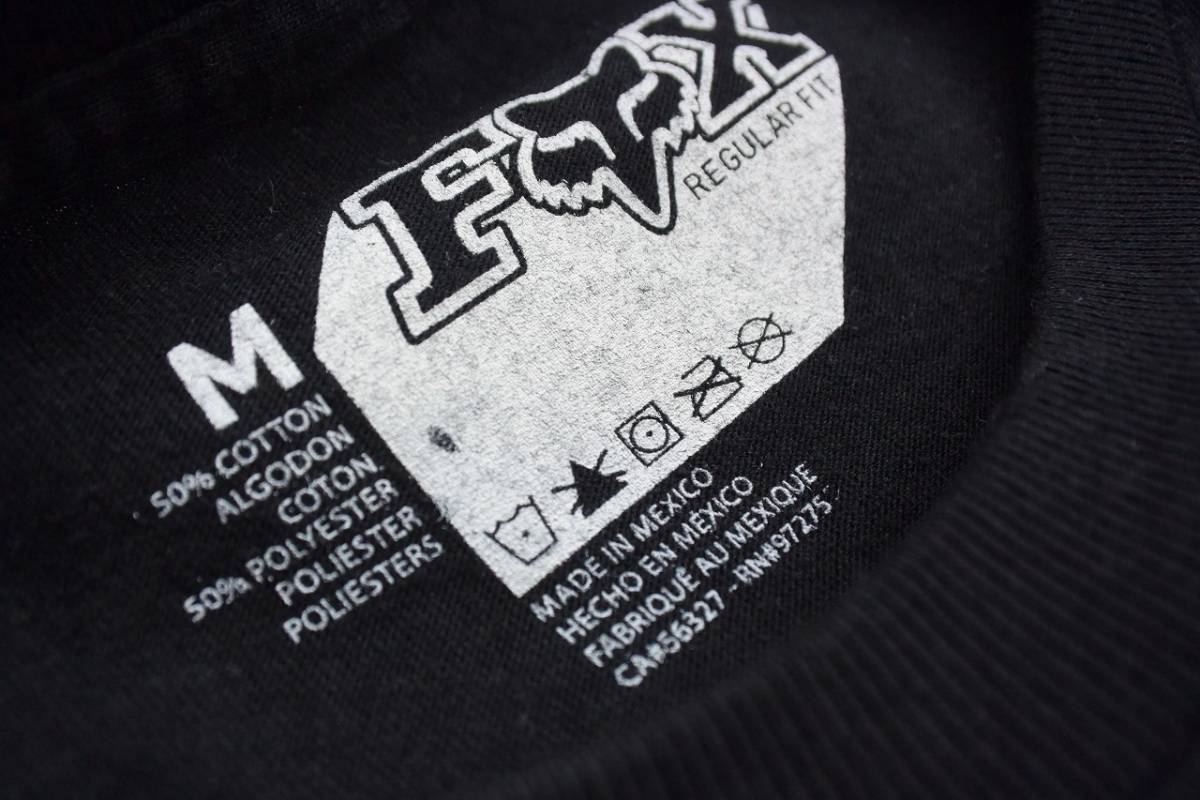 FOX
REGULAR FIT
M
50% COTTON
ALGODON
COTON.
50% POLYESTER
POLIESTER
POLIESTERS
MADE IN MEXICO
HECHO EN MÉXICO
FABRIQUÉ AU MEXIQUE
CA#56327 - RN#97275